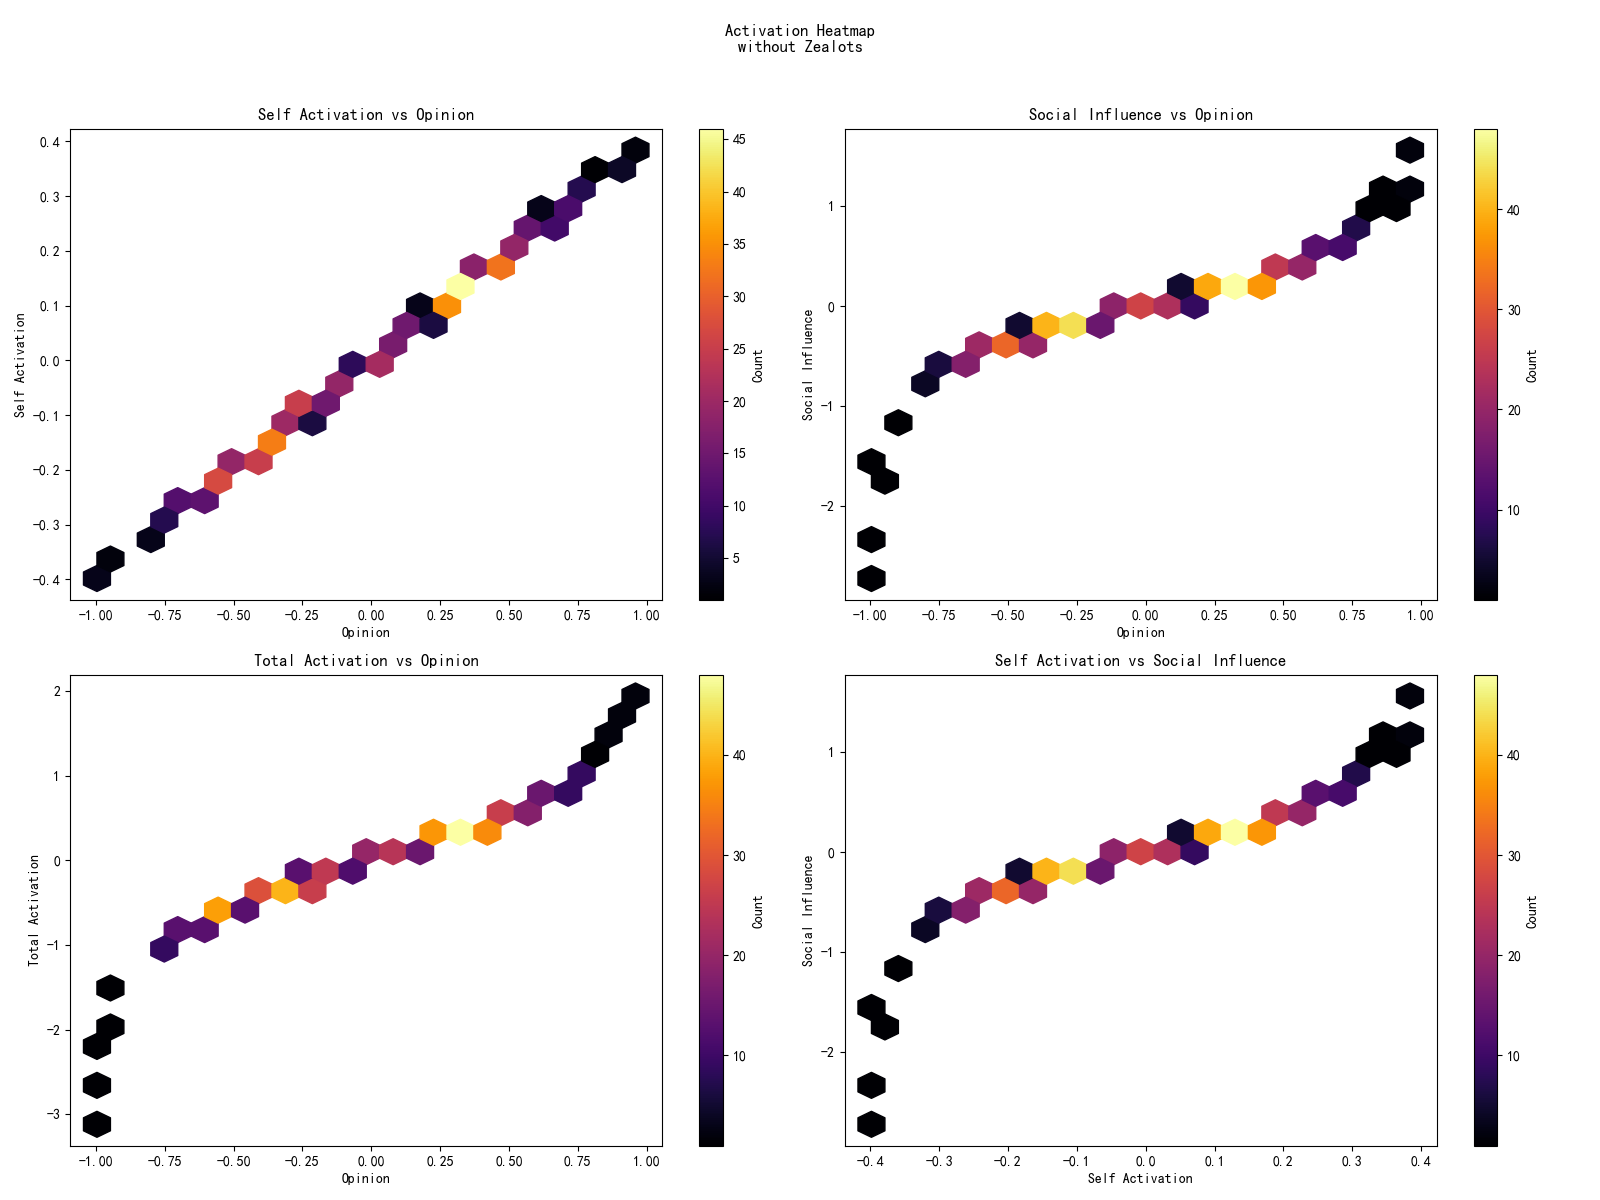 Activation Heatmap
without Zealots
Self Activation vs Opinion
Self Activation
0.4
0.3
0.2
0.1
0.0
−0.1
−0.2
−0.3
−0.4
−1.00 −0.75 −0.50 −0.25 0.00 0.25 0.50 0.75 1.00
Opinion
45
40
35
30
25
20
15
10
5
Count
Social Influence vs Opinion
Social Influence
1
0
−1
−2
−1.00 −0.75 −0.50 −0.25 0.00 0.25 0.50 0.75 1.00
Opinion
40
30
20
10
Count
Total Activation vs Opinion
Total Activation
2
1
0
−1
−2
−3
−1.00 −0.75 −0.50 −0.25 0.00 0.25 0.50 0.75 1.00
Opinion
40
30
20
10
Count
Self Activation vs Social Influence
Social Influence
1
0
−1
−2
−0.4 −0.3 −0.2 −0.1 0.0 0.1 0.2 0.3 0.4
Self Activation
40
30
20
10
Count